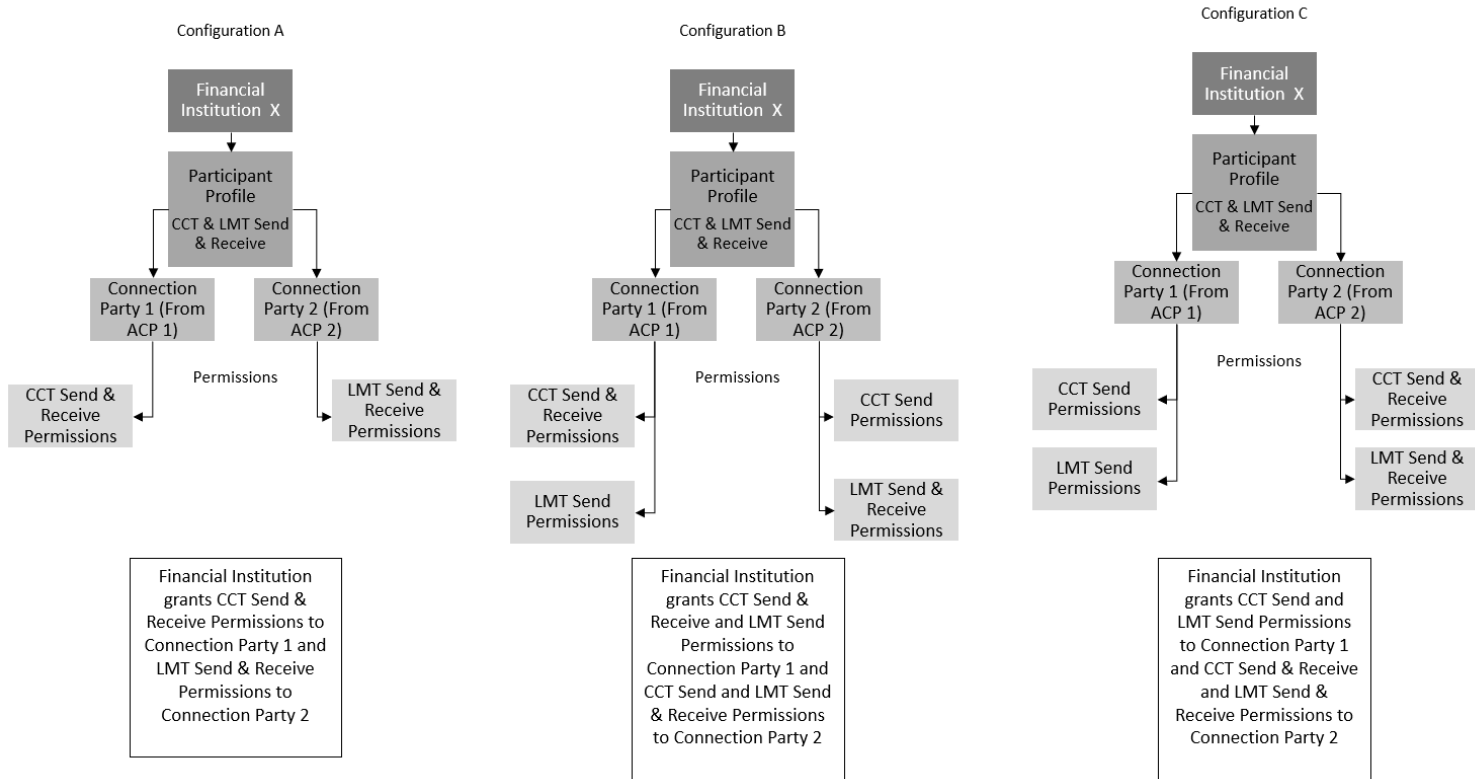 Configuration A
Financial
Institution X
Participant
Profile
CCT & LMT Send
& Receive
Connection
Party 1 (From
ACP 1)
Connection
Party 2 (From
ACP 2)
Permissions
CCT Send &
Receive
Permissions
LMT Send &
Receive
Permissions
Financial Institution
grants CCT Send &
Receive Permissions to
Connection Party 1 and
LMT Send & Receive
Permissions to
Connection Party 2
Configuration B
Financial
Institution X
Participant
Profile
CCT & LMT Send
& Receive
Connection
Party 1 (From
ACP 1)
Connection
Party 2 (From
ACP 2)
Permissions
CCT Send &
Receive
Permissions
CCT Send
Permissions
LMT Send
Permissions
LMT Send &
Receive
Permissions
Financial Institution
grants CCT Send &
Receive and LMT Send
Permissions to
Connection Party 1 and
CCT Send and LMT Send
& Receive Permissions
to Connection Party 2
Configuration C
Financial
Institution X
Participant
Profile
CCT & LMT Send
& Receive
Connection
Party 1 (From
ACP 1)
Connection
Party 2 (From
ACP 2)
Permissions
CCT Send
Permissions
CCT Send &
Receive
Permissions
LMT Send
Permissions
LMT Send &
Receive
Permissions
Financial Institution
grants CCT Send and
LMT Send Permissions
to Connection Party 1
and CCT Send & Receive
and LMT Send &
Receive Permissions to
Connection Party 2